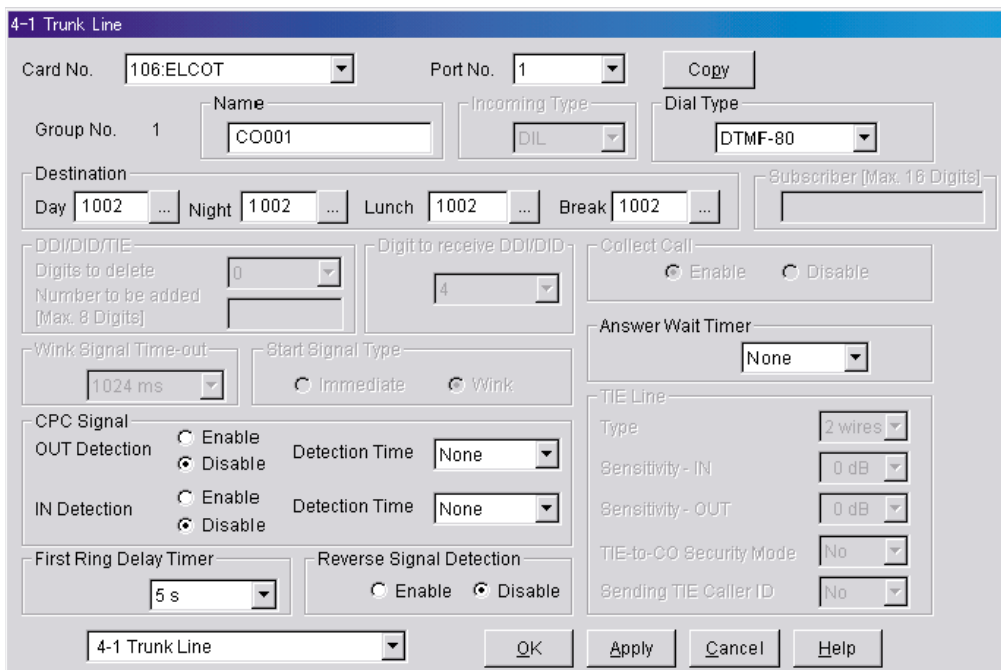 4-1 Trunk Line
Card No. 106:ELCOT Port No. 1 Copy
Name Incoming Type Dial Type
Group No. 1 CO001 DIL DTMF-80
Destination Subscriber [Max. 16 Digits]
Day 1002 ... Night 1002 ... Lunch 1002 ... Break 1002 ...
DDI/DID/TIE Digit to receive DDI/DID Collect Call
Digits to delete 0 Enable Disable
Number to be added 4
[Max. 8 Digits]
Answer Wait Timer
None
Wink Signal Time-out Start Signal Type
1024 ms Immediate Wink
TIE Line
CPC Signal
OUT Detection Enable Disable Detection Time None
IN Detection Enable Disable Detection Time None
Type 2 wires
Sensitivity - IN 0 dB
Sensitivity - OUT 0 dB
TIE-to-CO Security Mode No
Sending TIE Caller ID No
First Ring Delay Timer Reverse Signal Detection
5 s Enable Disable
4-1 Trunk Line OK Apply Cancel Help